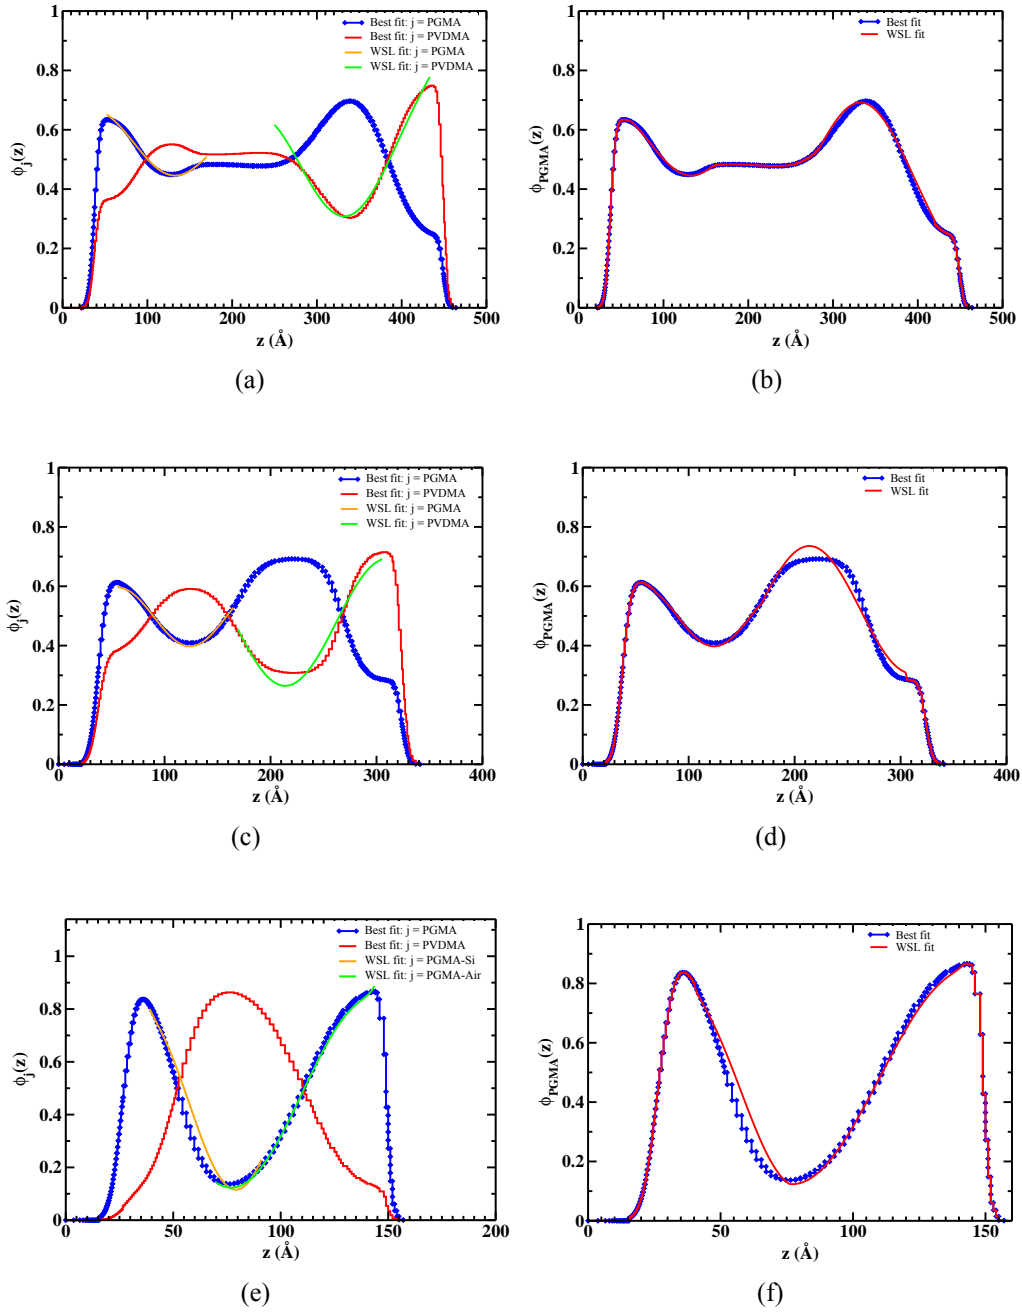 Best fit: j = PGMA
Best fit: j = PVDMA
WSL fit: j = PGMA
WSL fit: j = PVDMA
ϕj(z)
1
0.8
0.6
0.4
0.2
0
0 100 200 300 400 500
z (Å)
(a)
Best fit
WSL fit
ϕPGMA(z)
1
0.8
0.6
0.4
0.2
0
0 100 200 300 400 500
z (Å)
(b)
Best fit: j = PGMA
Best fit: j = PVDMA
WSL fit: j = PGMA
WSL fit: j = PVDMA
ϕj(z)
1
0.8
0.6
0.4
0.2
0
0 100 200 300 400
z (Å)
(c)
Best fit
WSL fit
ϕPGMA(z)
1
0.8
0.6
0.4
0.2
0
0 100 200 300 400
z (Å)
(d)
Best fit: j = PGMA
Best fit: j = PVDMA
WSL fit: j = PGMA-Si
WSL fit: j = PGMA-Air
ϕj(z)
1
0.8
0.6
0.4
0.2
0
0 50 100 150 200
z (Å)
(e)
Best fit
WSL fit
ϕPGMA(z)
1
0.8
0.6
0.4
0.2
0
0 50 100 150
z (Å)
(f)